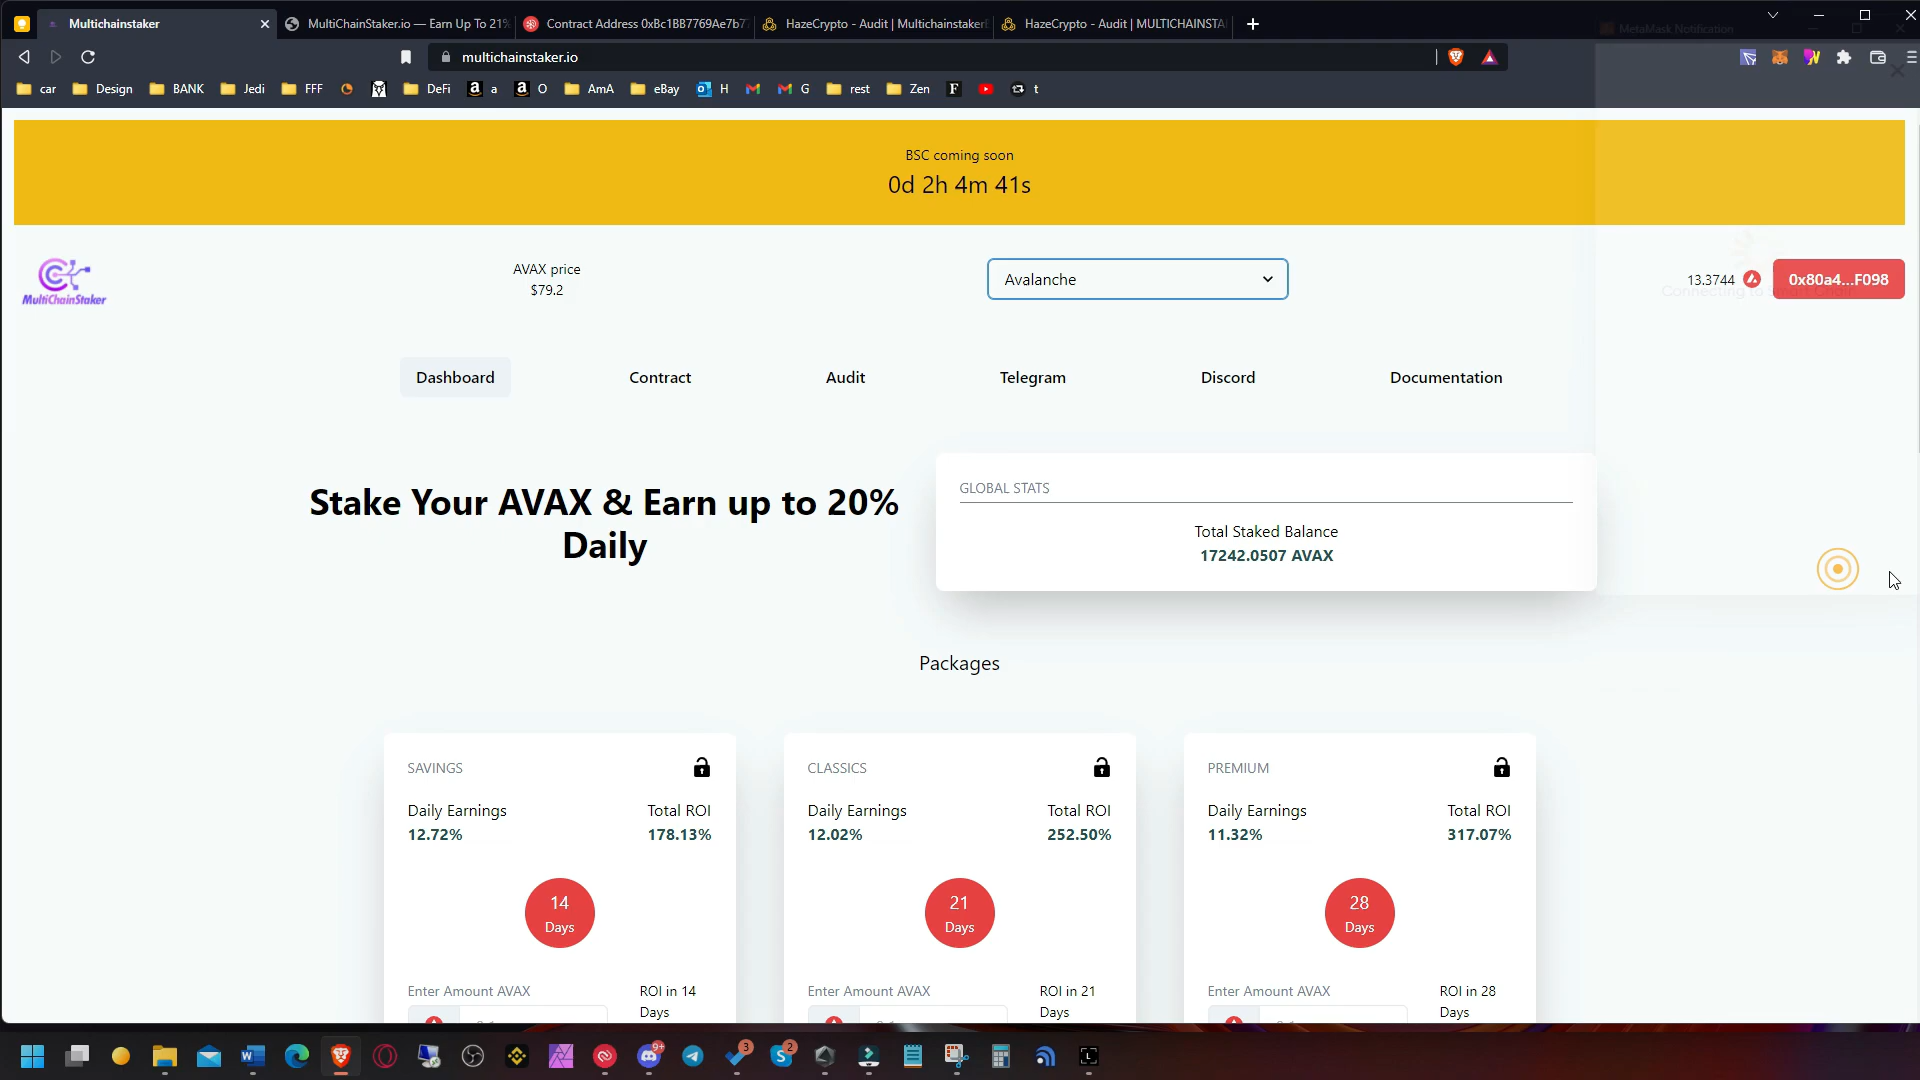 MetaMask Notification
Multichainstaker
MultiChainStaker.io — Earn Up To 21%
Contract Address 0xBc1BB7769Ae7b77
HazeCrypto - Audit | Multichainstaker
HazeCrypto - Audit | MULTICHAINSTA
multichainstaker.io
car
Design
BANK
Jedi
FFF
DeFi
a
O
AmA
eBay
H
G
rest
Zen
t
BSC coming soon
0d 2h 4m 41s
MultiChainStaker
AVAX price
$79.2
Avalanche
13.3744
0x80a4...F098
Dashboard
Contract
Audit
Telegram
Discord
Documentation
Stake Your AVAX & Earn up to 20%
Daily
GLOBAL STATS
Total Staked Balance
17242.0507 AVAX
Packages
SAVINGS
Daily Earnings
Total ROI
12.72%
178.13%
14
Days
Enter Amount AVAX
ROI in 14
Days
CLASSICS
Daily Earnings
Total ROI
12.02%
252.50%
21
Days
Enter Amount AVAX
ROI in 21
Days
PREMIUM
Daily Earnings
Total ROI
11.32%
317.07%
28
Days
Enter Amount AVAX
ROI in 28
Days
9+
3
2